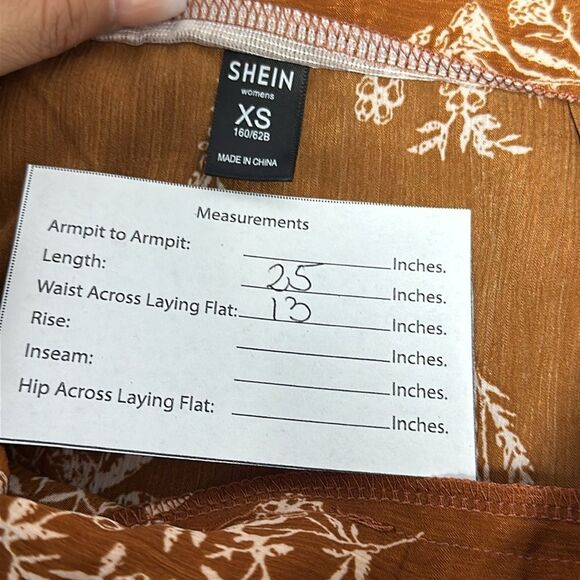 SHEIN
womens
XS
160/62B
MADE IN CHINA
Measurements
Armpit to Armpit: Inches.
Length: 25 Inches.
Waist Across Laying Flat: 13 Inches.
Rise: Inches.
Inseam: Inches.
Hip Across Laying Flat: Inches.